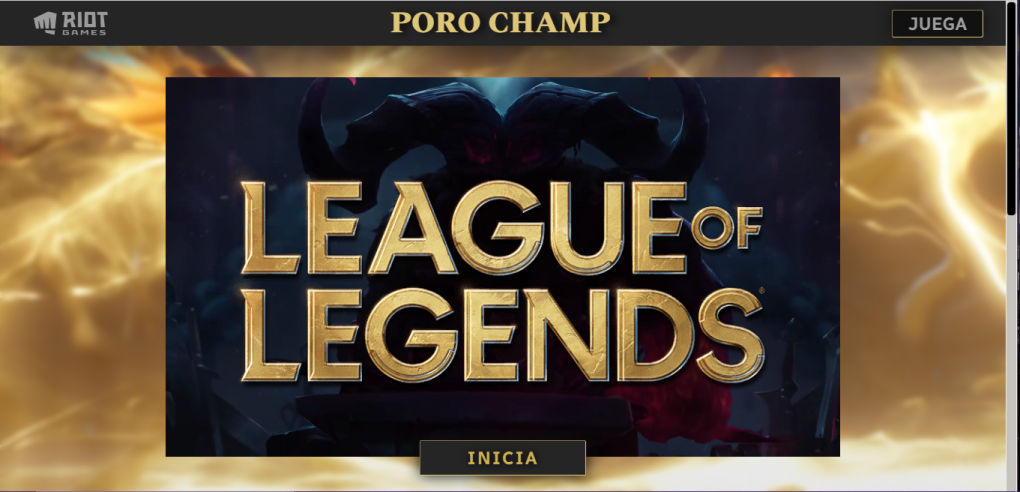 RIOT
GAMES
PORO CHAMP
JUEGA
LEAGUE OF
LEGENDS®
INICIA